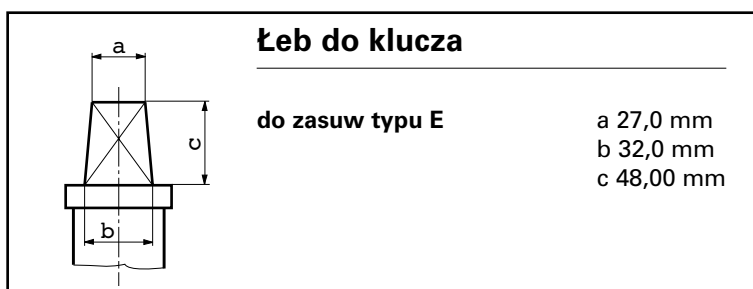 Łeb do klucza
a
c
b
do zasuw typu E a 27,0 mm
b 32,0 mm
c 48,00 mm